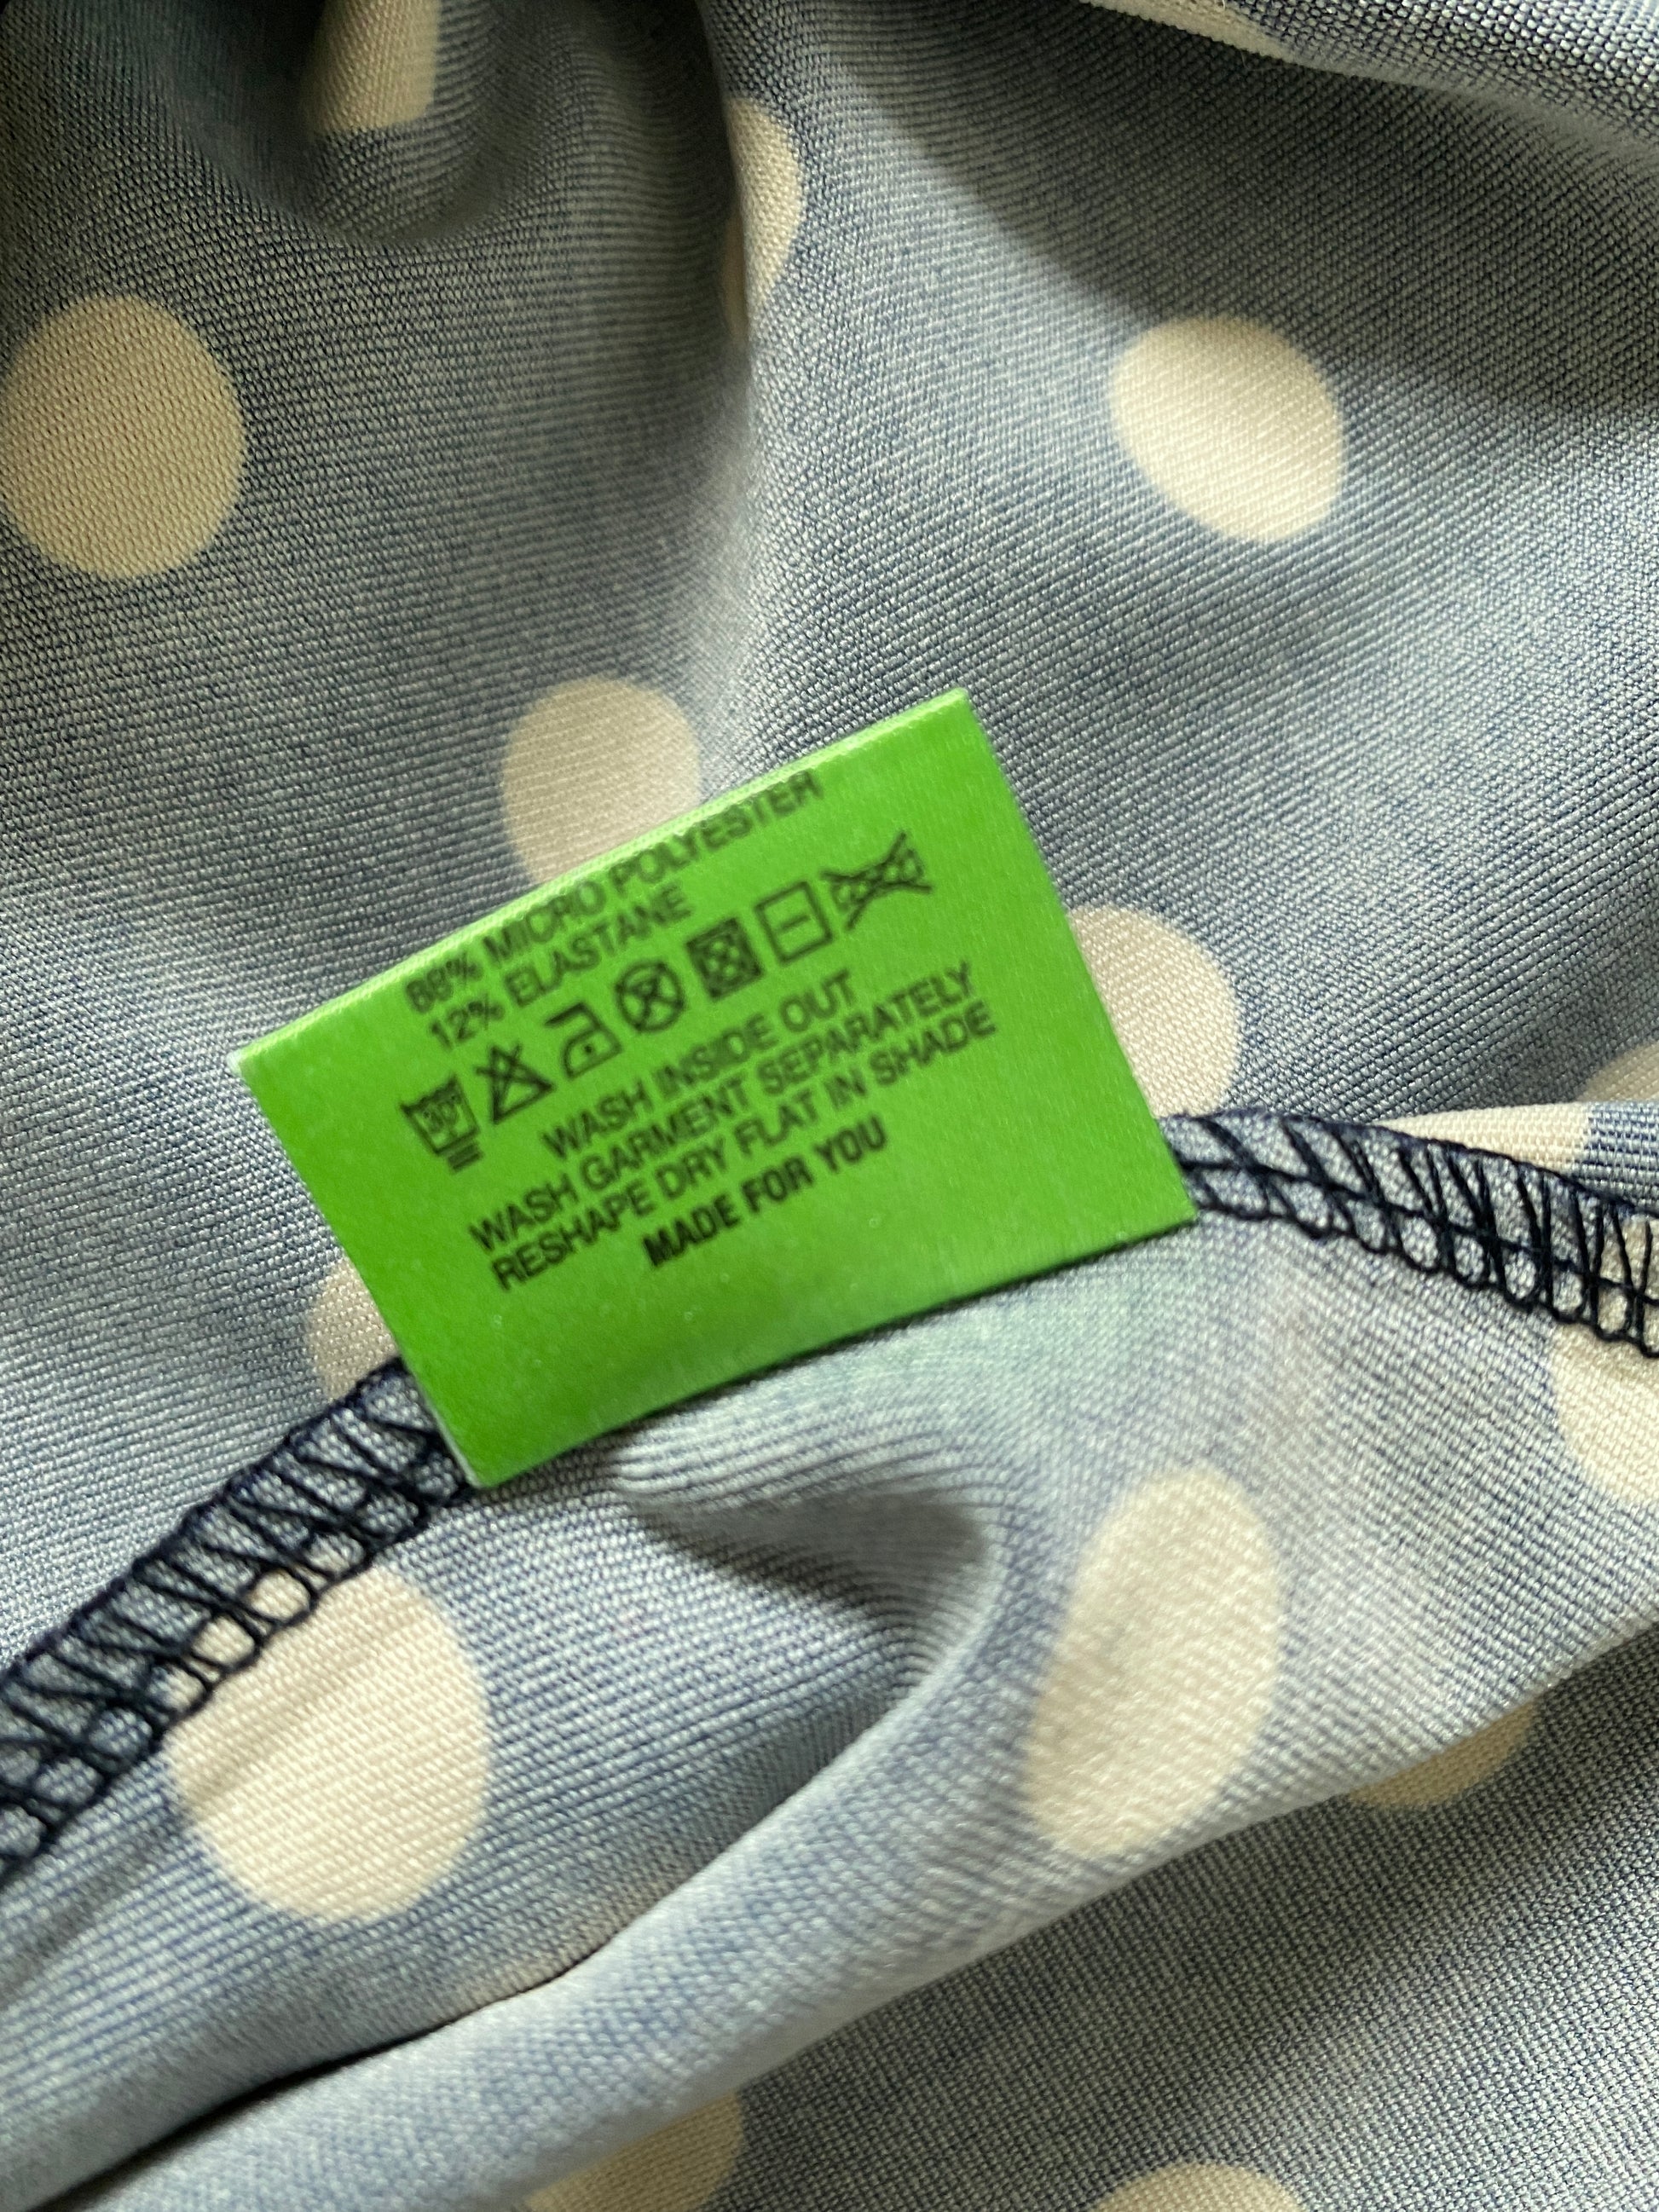 88% MICRO POLYESTER
12% ELASTANE
30°
WASH INSIDE OUT
WASH GARMENT SEPARATELY
RESHAPE DRY FLAT IN SHADE
MADE FOR YOU